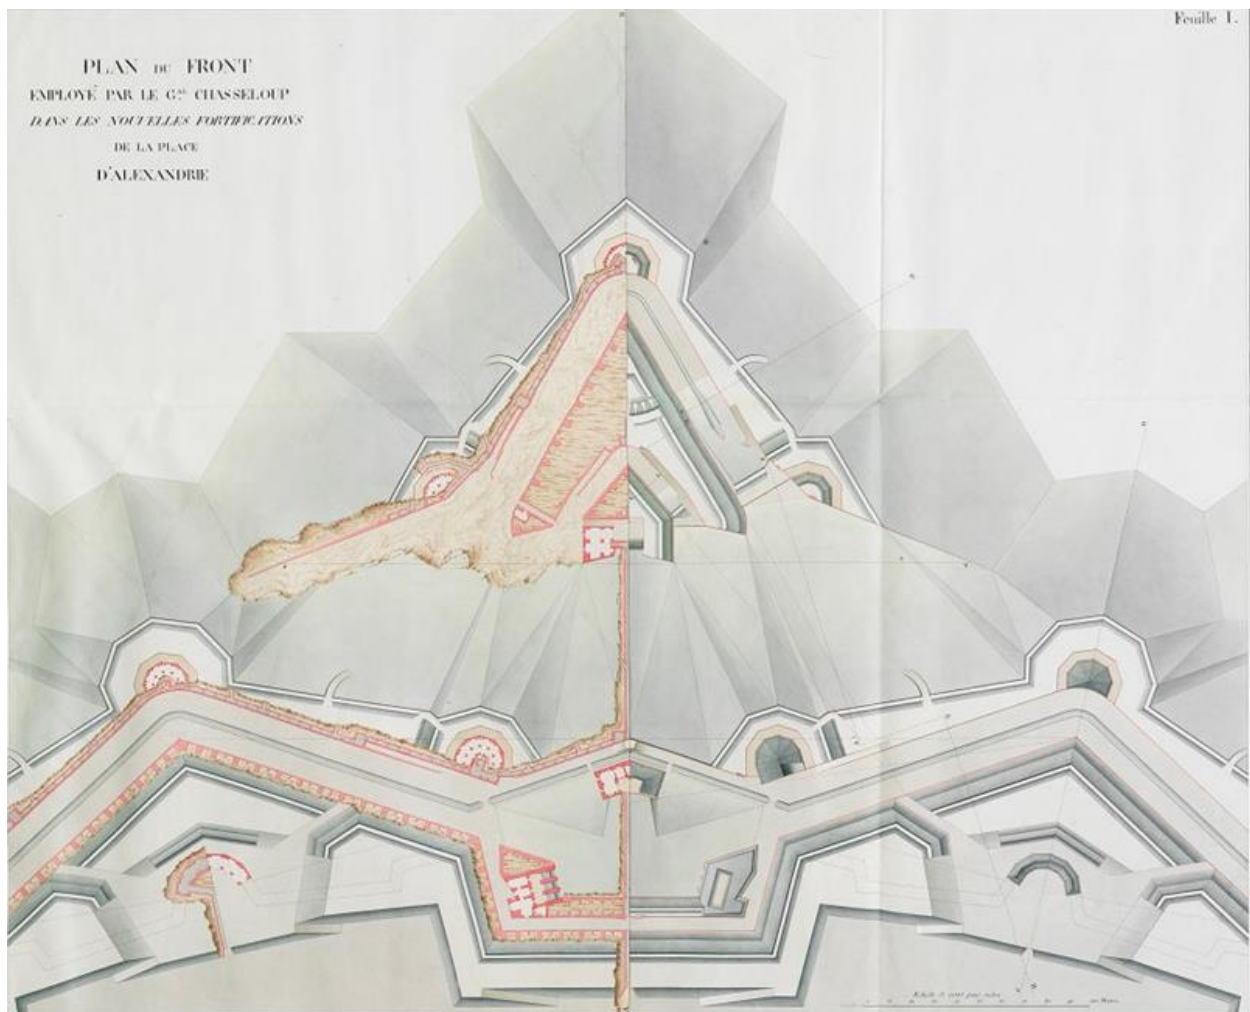 PLAN DU FRONT
EMPLOYÉ PAR LE G.al CHASSELOUP
DANS LES NOUVELLES FORTIFICATIONS
DE LA PLACE
D'ALEXANDRIE
Feuille I.